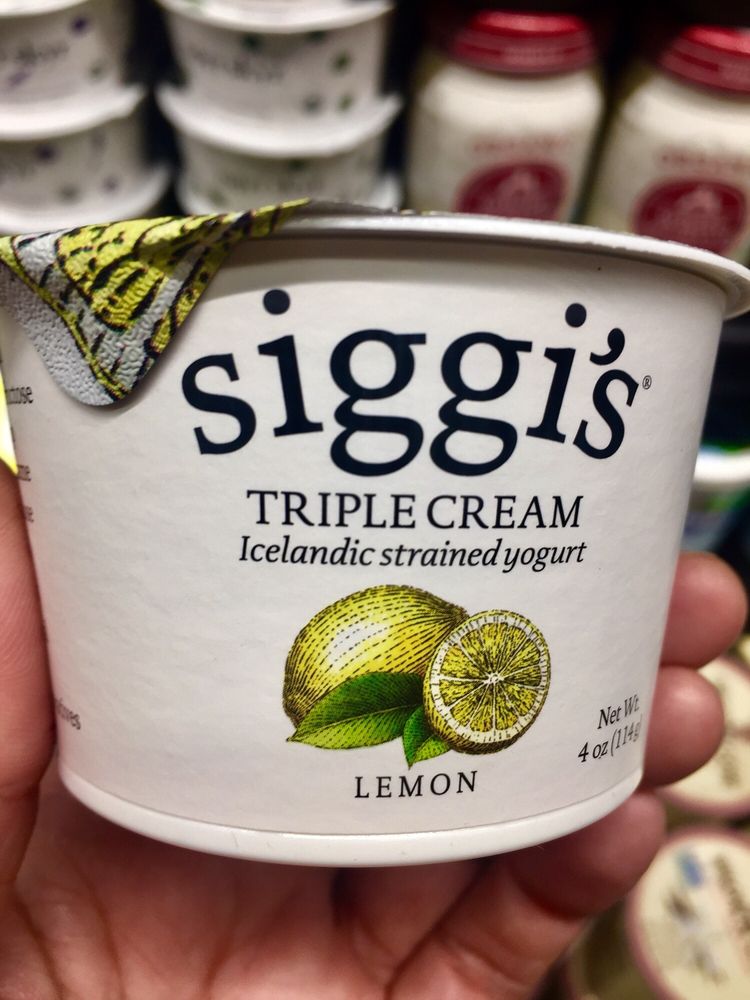 siggi's®
TRIPLE CREAM
Icelandic strained yogurt
LEMON
Net Wt.
4 oz (114g